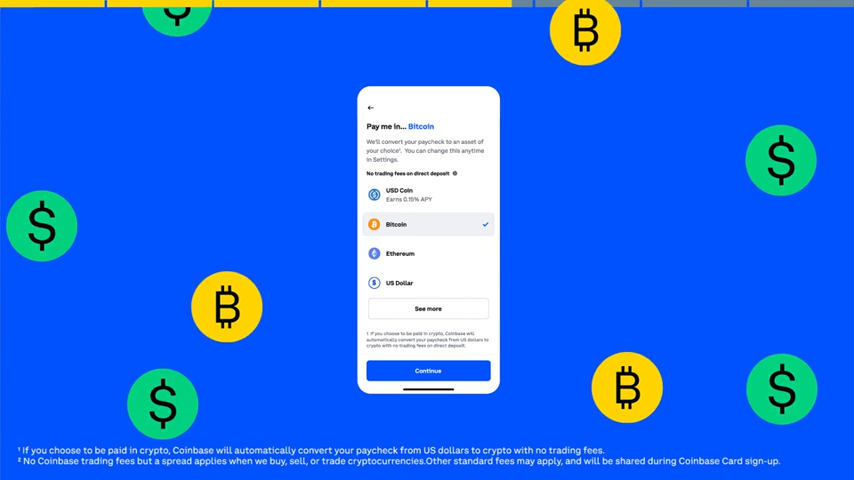 Pay me in... Bitcoin
We'll convert your paycheck to an asset of
your choice¹. You can change this anytime
in Settings.
No trading fees on direct deposit
USD Coin
Earns 0.15% APY
Bitcoin
Ethereum
US Dollar
See more
¹ If you choose to be paid in crypto, Coinbase will
automatically convert your paycheck from US dollars to
crypto with no trading fees on direct deposit.
Continue
¹ If you choose to be paid in crypto, Coinbase will automatically convert your paycheck from US dollars to crypto with no trading fees.
² No Coinbase trading fees but a spread applies when we buy, sell, or trade cryptocurrencies.Other standard fees may apply, and will be shared during Coinbase Card sign-up.